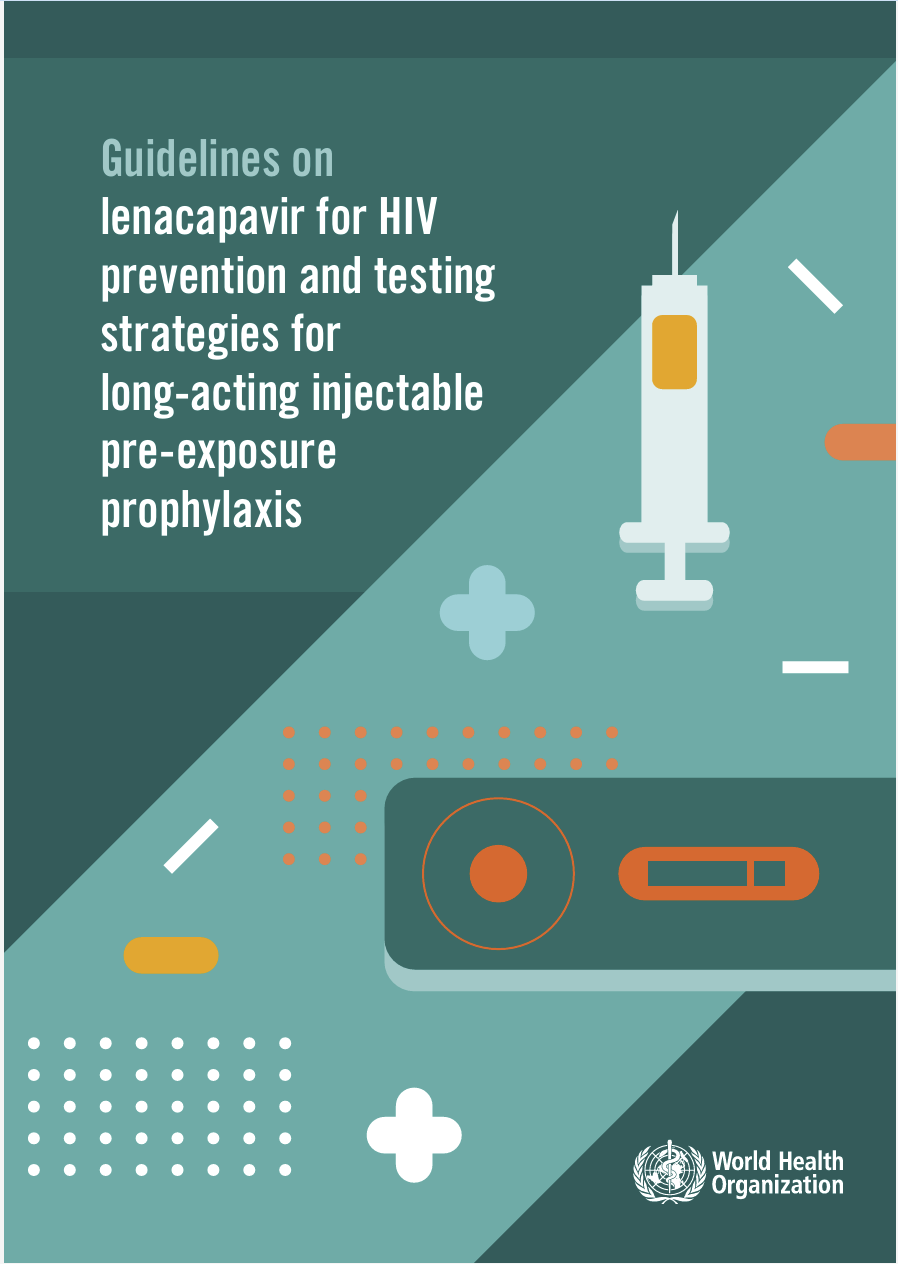 Guidelines on
lenacapavir for HIV
prevention and testing
strategies for
long-acting injectable
pre-exposure
prophylaxis
World Health
Organization